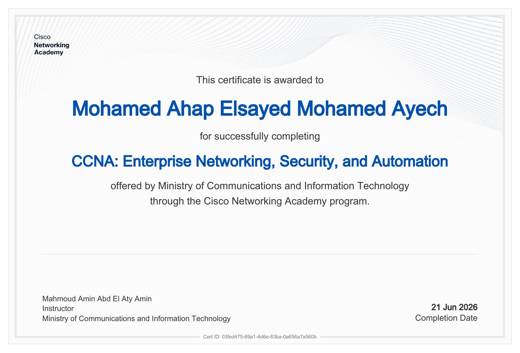 Cisco
Networking
Academy
This certificate is awarded to
Mohamed Ahap Elsayed Mohamed Ayech
for successfully completing
CCNA: Enterprise Networking, Security, and Automation
offered by Ministry of Communications and Information Technology
through the Cisco Networking Academy program.
Mahmoud Amin Abd El Aty Amin
Instructor
Ministry of Communications and Information Technology
21 Jun 2026
Completion Date
Cert ID: